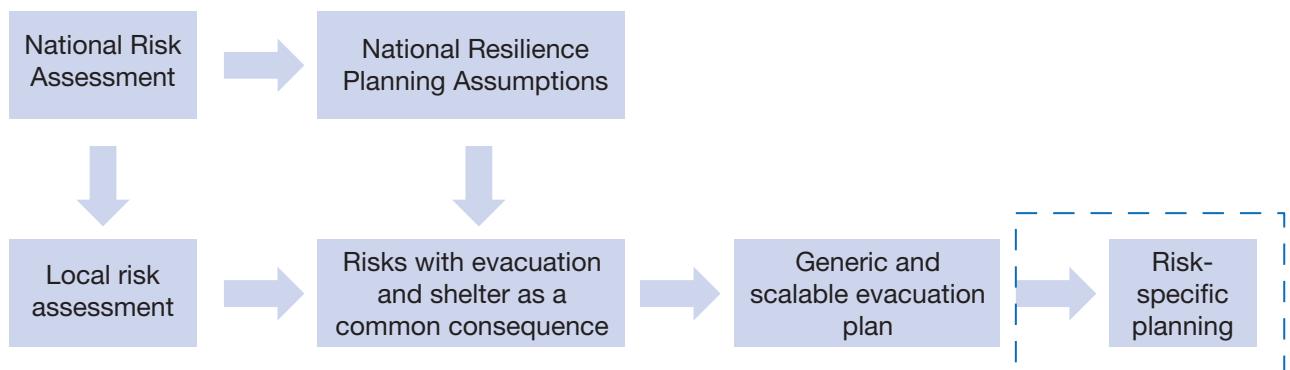 National Risk
Assessment
National Resilience
Planning Assumptions
Local risk
assessment
Risks with evacuation
and shelter as a
common consequence
Generic and
scalable evacuation
plan
Risk-
specific
planning